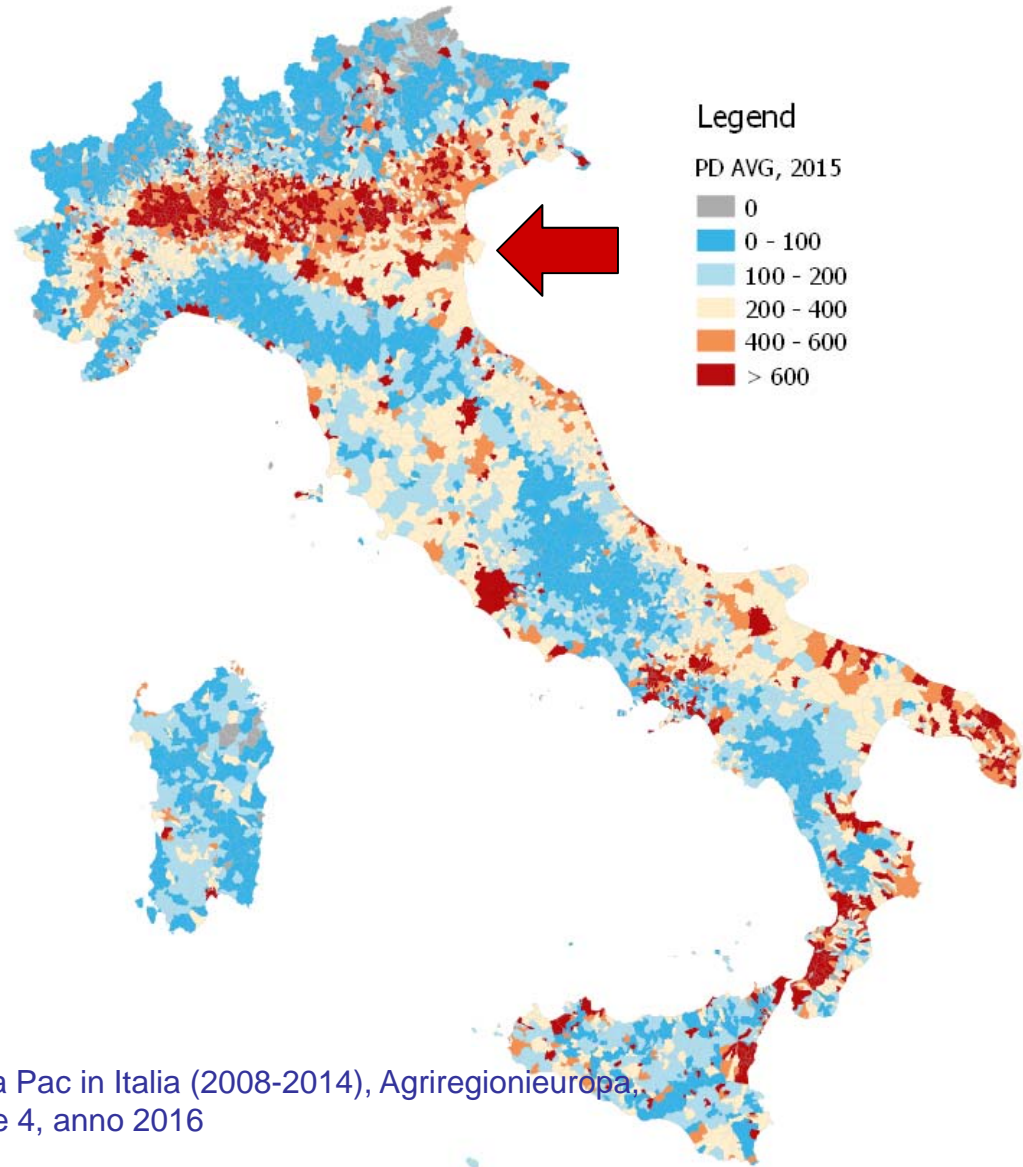 Legend
PD AVG, 2015
0
0 - 100
100 - 200
200 - 400
400 - 600
> 600
a Pac in Italia (2008-2014), Agriregionieuropa,
e 4, anno 2016